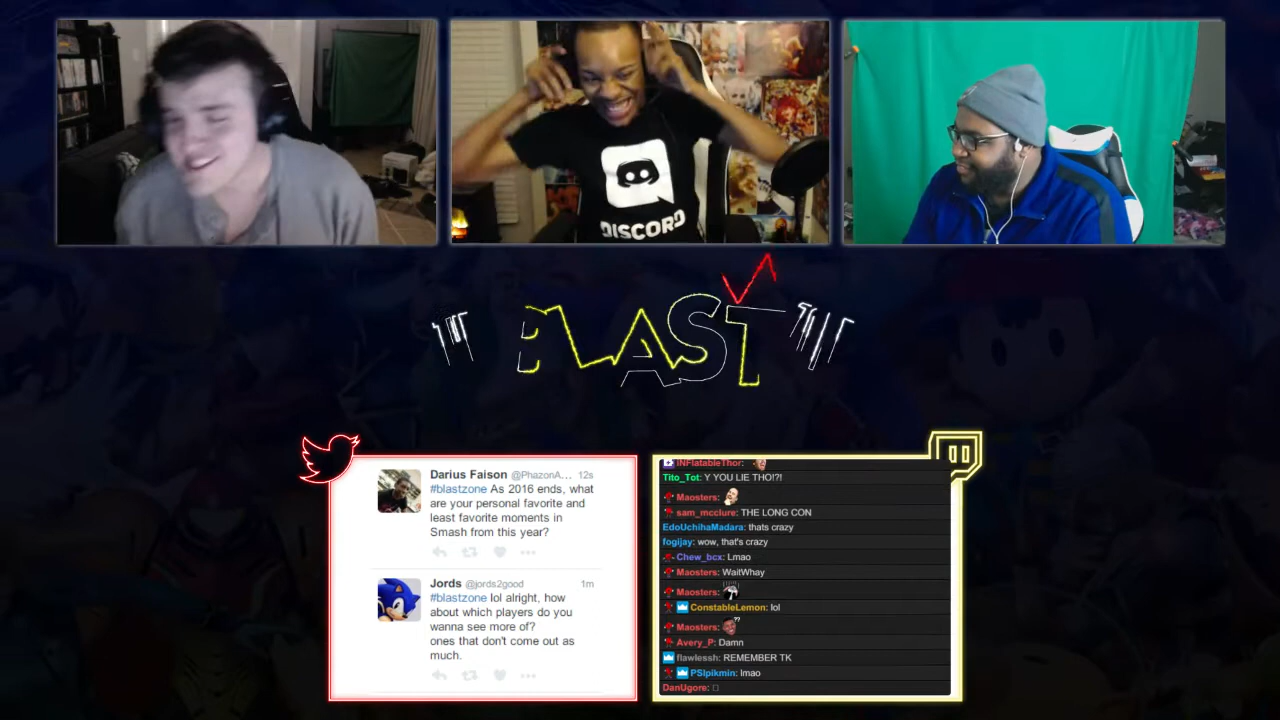 DISCORD
BLAST
Darius Faison @PhazonA... 12s
#blastzone As 2016 ends, what
are your personal favorite and
least favorite moments in
Smash from this year?
Jords @jords2good 1m
#blastzone lol alright, how
about which players do you
wanna see more of?
ones that don't come out as
much.
iNFlatableThor:
Tito_Tot: Y YOU LIE THO!?!
Maosters:
sam_mcclure: THE LONG CON
EdoUchihaMadara: thats crazy
fogijay: wow, that's crazy
Chew_bcx: Lmao
Maosters: WaitWhay
Maosters:
ConstableLemon: lol
Maosters:
Avery_P: Damn
flawlessh: REMEMBER TK
PSIpikmin: lmao
DanUgore: